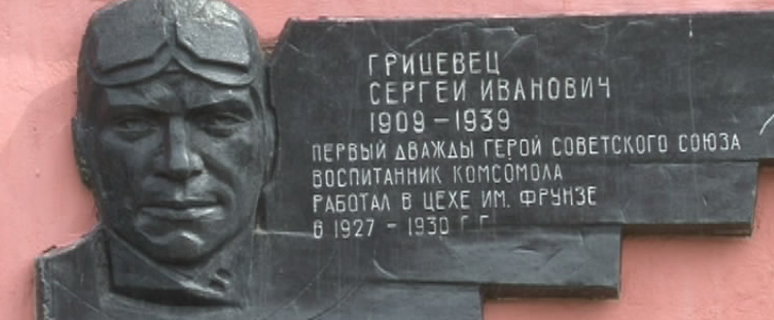 ГРИЦЕВЕЦ
СЕРГЕЙ ИВАНОВИЧ
1909 - 1939
ПЕРВЫЙ ДВАЖДЫ ГЕРОЙ СОВЕТСКОГО СОЮЗА
ВОСПИТАННИК КОМСОМОЛА
РАБОТАЛ В ЦЕХЕ ИМ. ФРУНЗЕ
В 1927 - 1930 Г Г